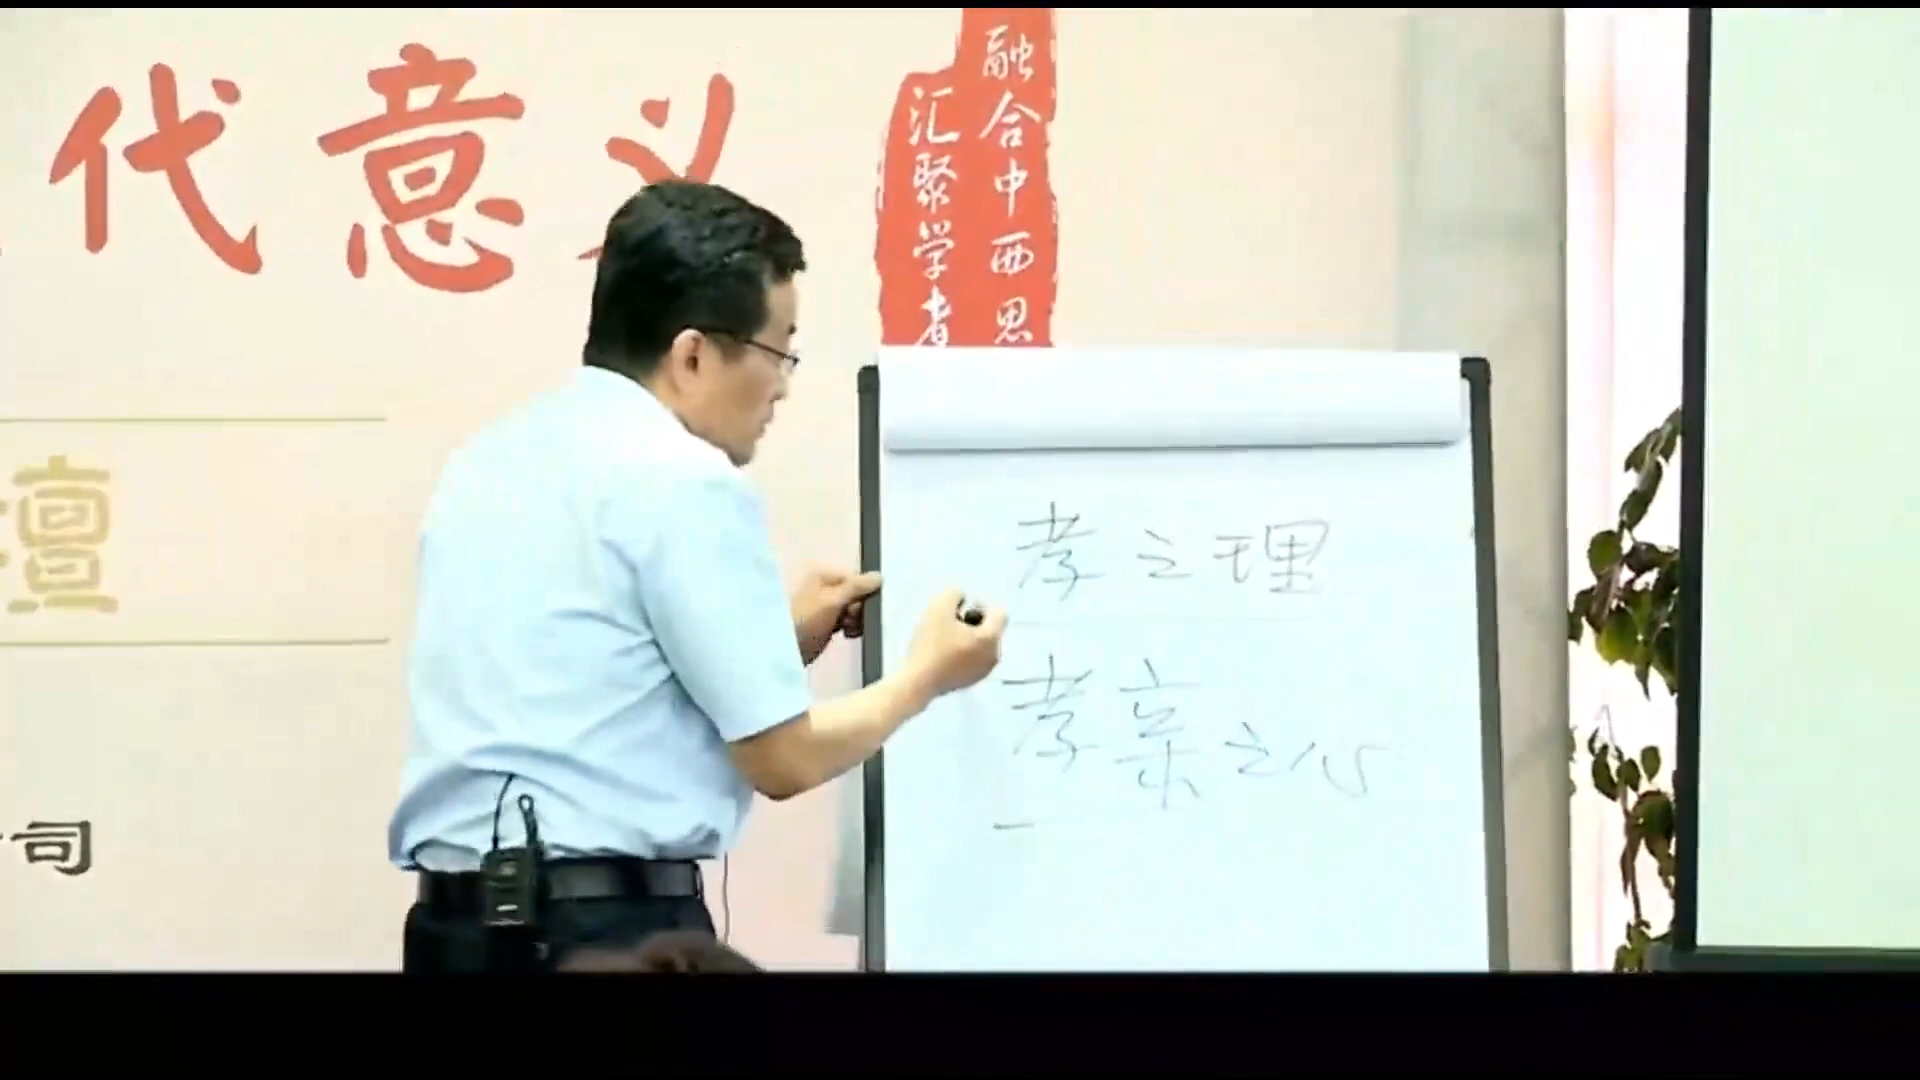 代意义
融合中西思
汇聚学者
壇
司
孝之理
孝亲之心